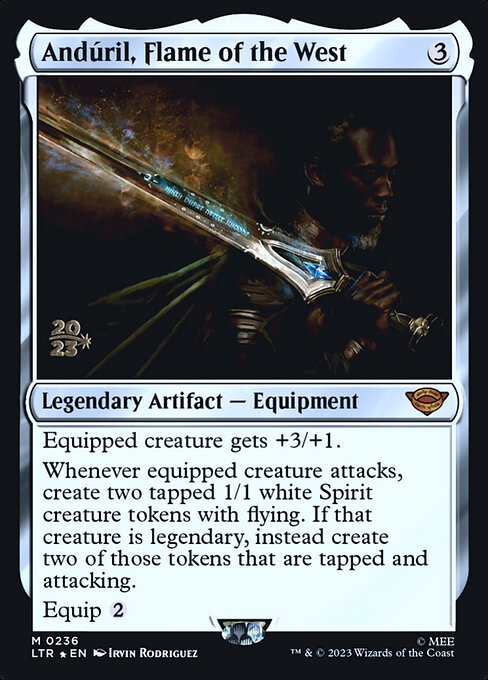 Andúril, Flame of the West 3
20
23
Legendary Artifact — Equipment
Equipped creature gets +3/+1.
Whenever equipped creature attacks,
create two tapped 1/1 white Spirit
creature tokens with flying. If that
creature is legendary, instead create
two of those tokens that are tapped and
attacking.
Equip 2
M 0236
LTR ★ EN Irvin Rodriguez
© MEE
™ & © 2023 Wizards of the Coast